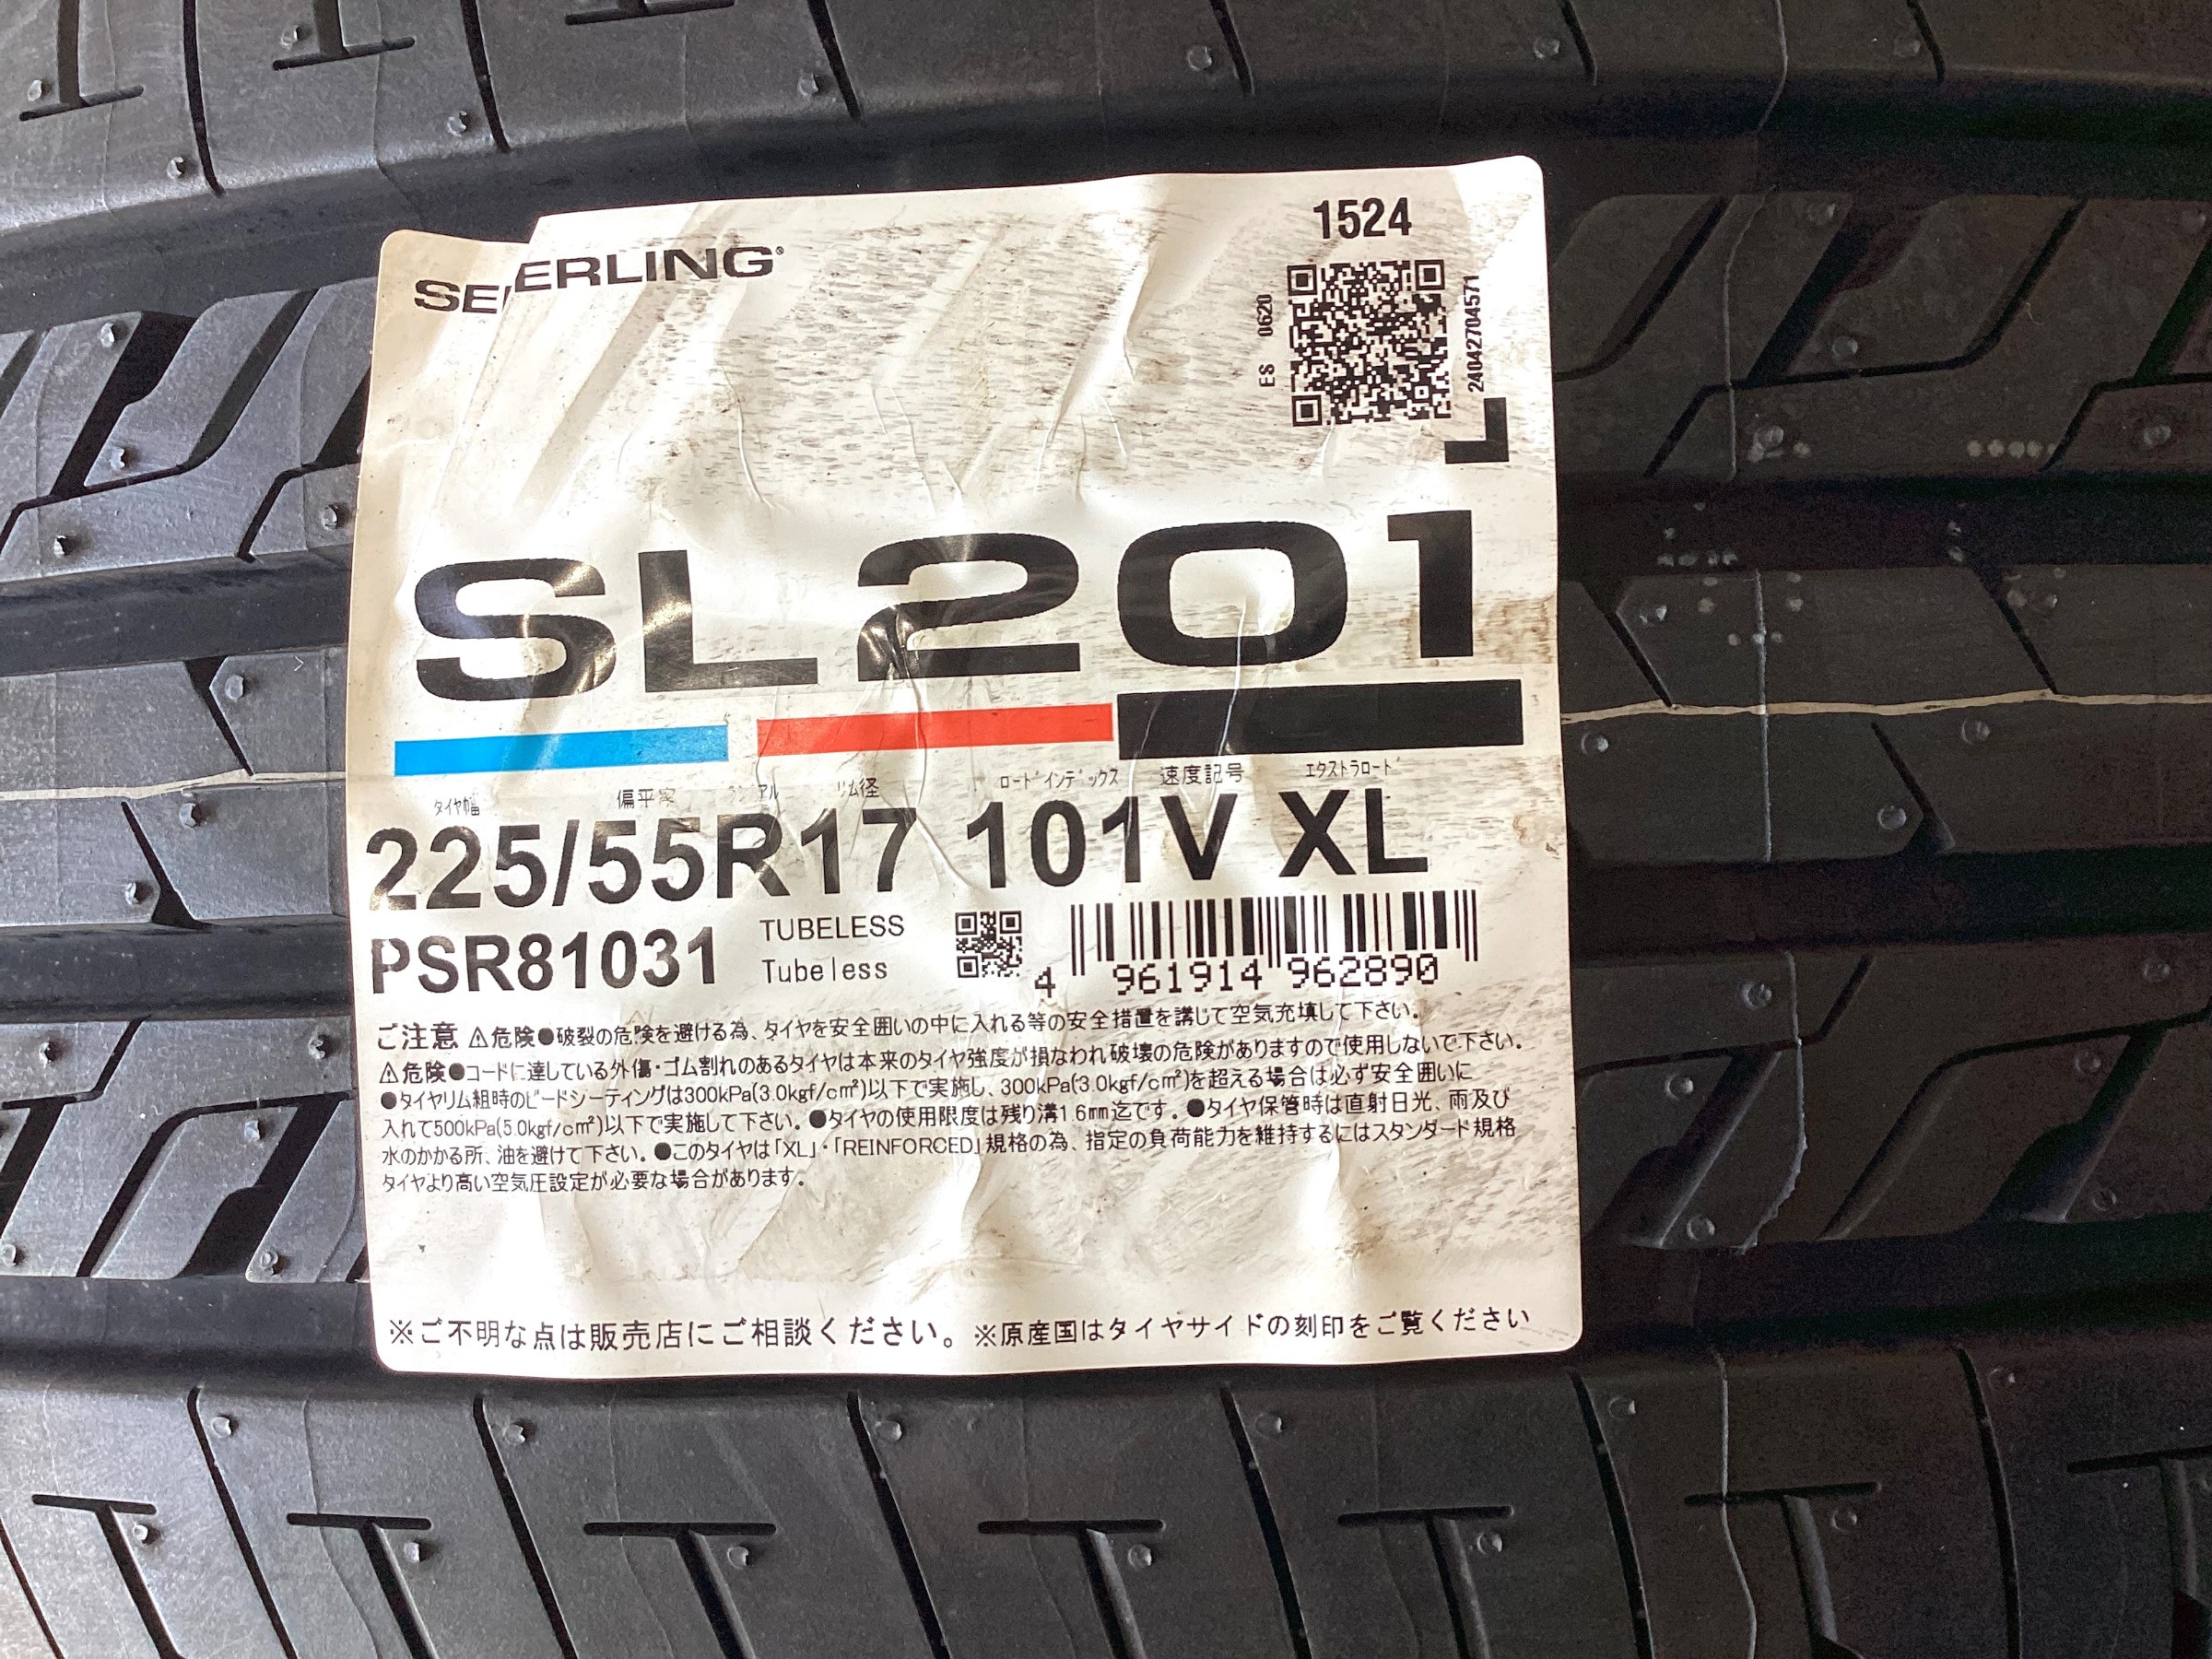 1524
SE ERLING
ES 0620
240427704571
SL201
タイヤ幅 偏平率 ラジアル リム径 ロードインデックス 速度記号 エクストラロード
225/55R17 101V XL
PSR81031
TUBELESS
Tubeless
4 961914 962890
ご注意 ⚠危険●破裂の危険を避ける為、タイヤを安全囲いの中に入れる等の安全措置を講じて空気充填して下さい。
⚠危険●コードに達している外傷・ゴム割れのあるタイヤは本来のタイヤ強度が損なわれ破壊の危険がありますので使用しないで下さい。
●タイヤリム組時のビードシーティングは300kPa(3.0kgf/c㎡)以下で実施し、300kPa(3.0kgf/c㎡)を超える場合は必ず安全囲いに
入れて500kPa(5.0kgf/c㎡)以下で実施して下さい。●タイヤの使用限度は残り溝1.6㎜迄です。●タイヤ保管時は直射日光、雨及び
水のかかる所、油を避けて下さい。●このタイヤは「XL」・「REINFORCED」規格の為、指定の負荷能力を維持するにはスタンダード規格
タイヤより高い空気圧設定が必要な場合があります。
※ご不明な点は販売店にご相談ください。※原産国はタイヤサイドの刻印をご覧ください